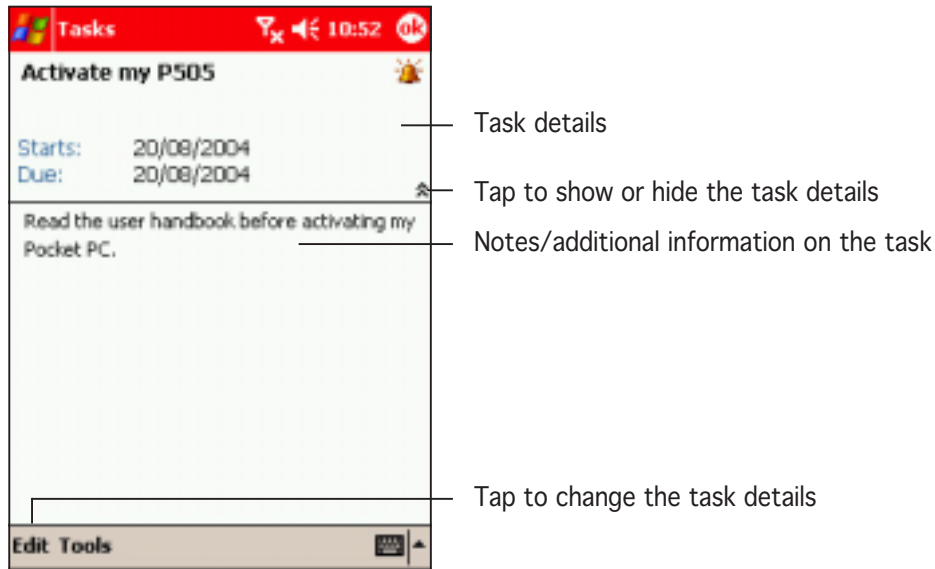 Tasks 10:52 ok
Activate my P505
Task details
Starts: 20/08/2004
Due: 20/08/2004
Tap to show or hide the task details
Read the user handbook before activating my
Pocket PC.
Notes/additional information on the task
Tap to change the task details
Edit Tools